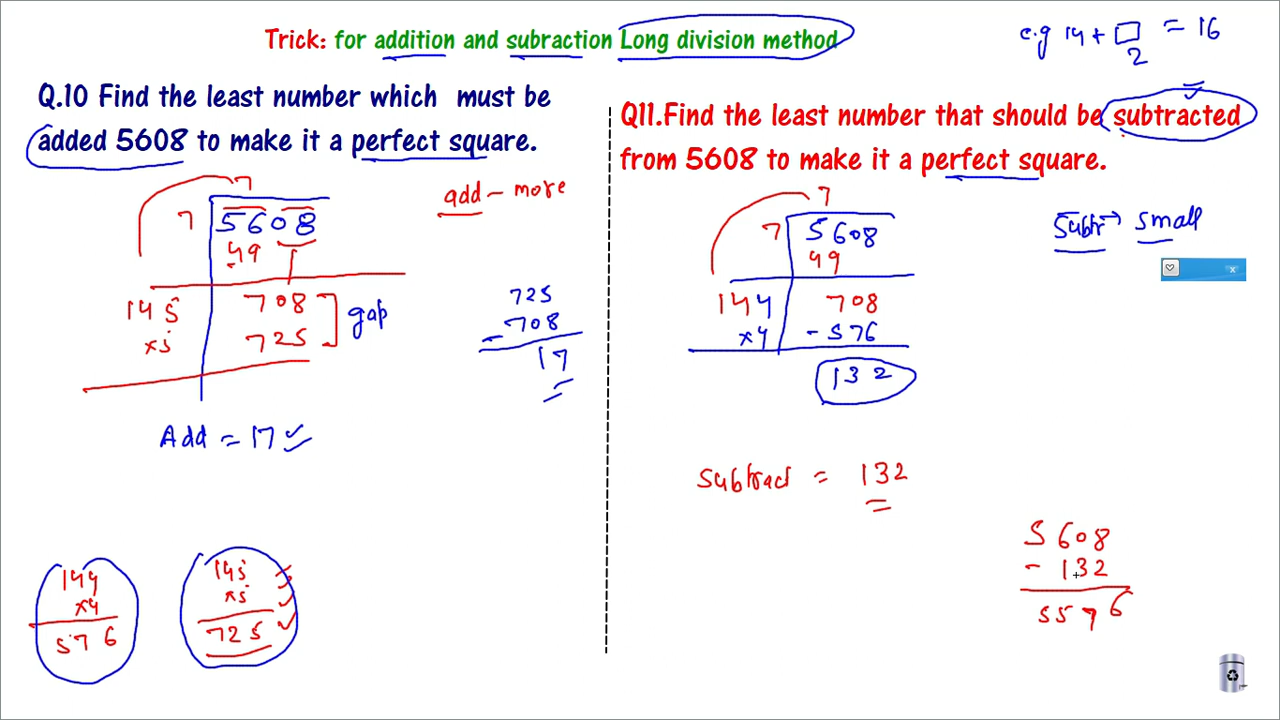 Trick: for addition and subraction Long division method
e.g 14 + □ = 16
2
Q.10 Find the least number which must be
added 5608 to make it a perfect square.
7
7 5608
49
145 708
x5 725
gap
add - more
725
- 708
17
Add = 17
144
x4
576
145
x5
725
Q11.Find the least number that should be subtracted
from 5608 to make it a perfect square.
7
7 5608
49
144 708
x4 - 576
132
Subtr → small
Subtract = 132
5608
- 132
5576